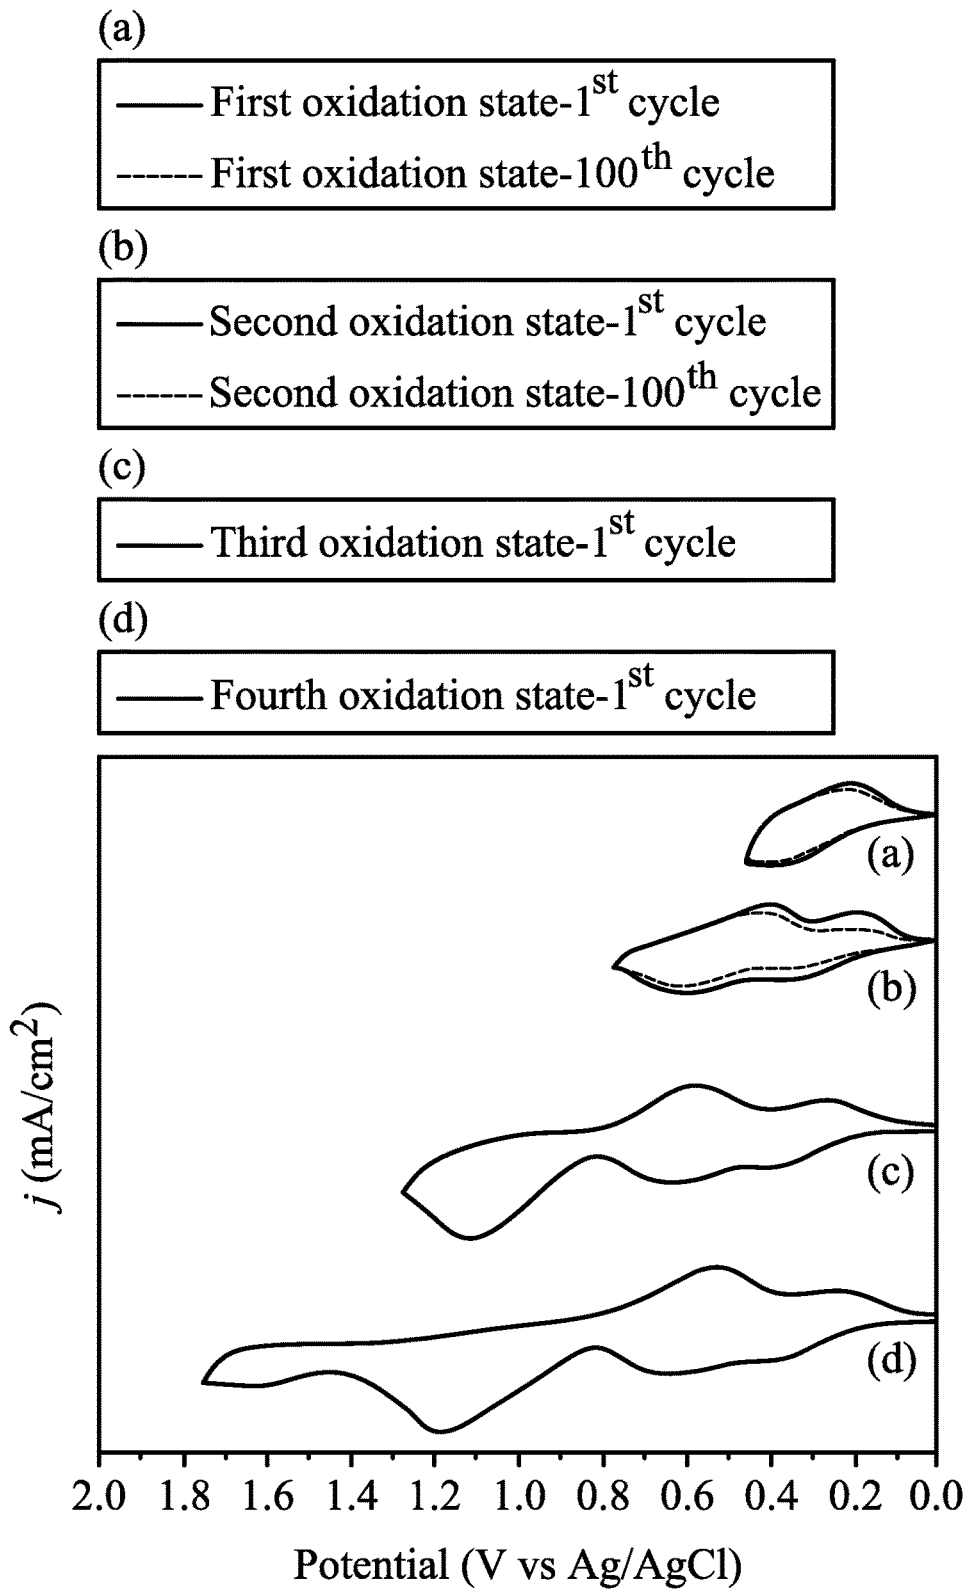 (a)
First oxidation state-1st cycle
First oxidation state-100th cycle
(b)
Second oxidation state-1st cycle
Second oxidation state-100th cycle
(c)
Third oxidation state-1st cycle
(d)
Fourth oxidation state-1st cycle
(a)
(b)
(c)
(d)
j (mA/cm2)
2.0 1.8 1.6 1.4 1.2 1.0 0.8 0.6 0.4 0.2 0.0
Potential (V vs Ag/AgCl)